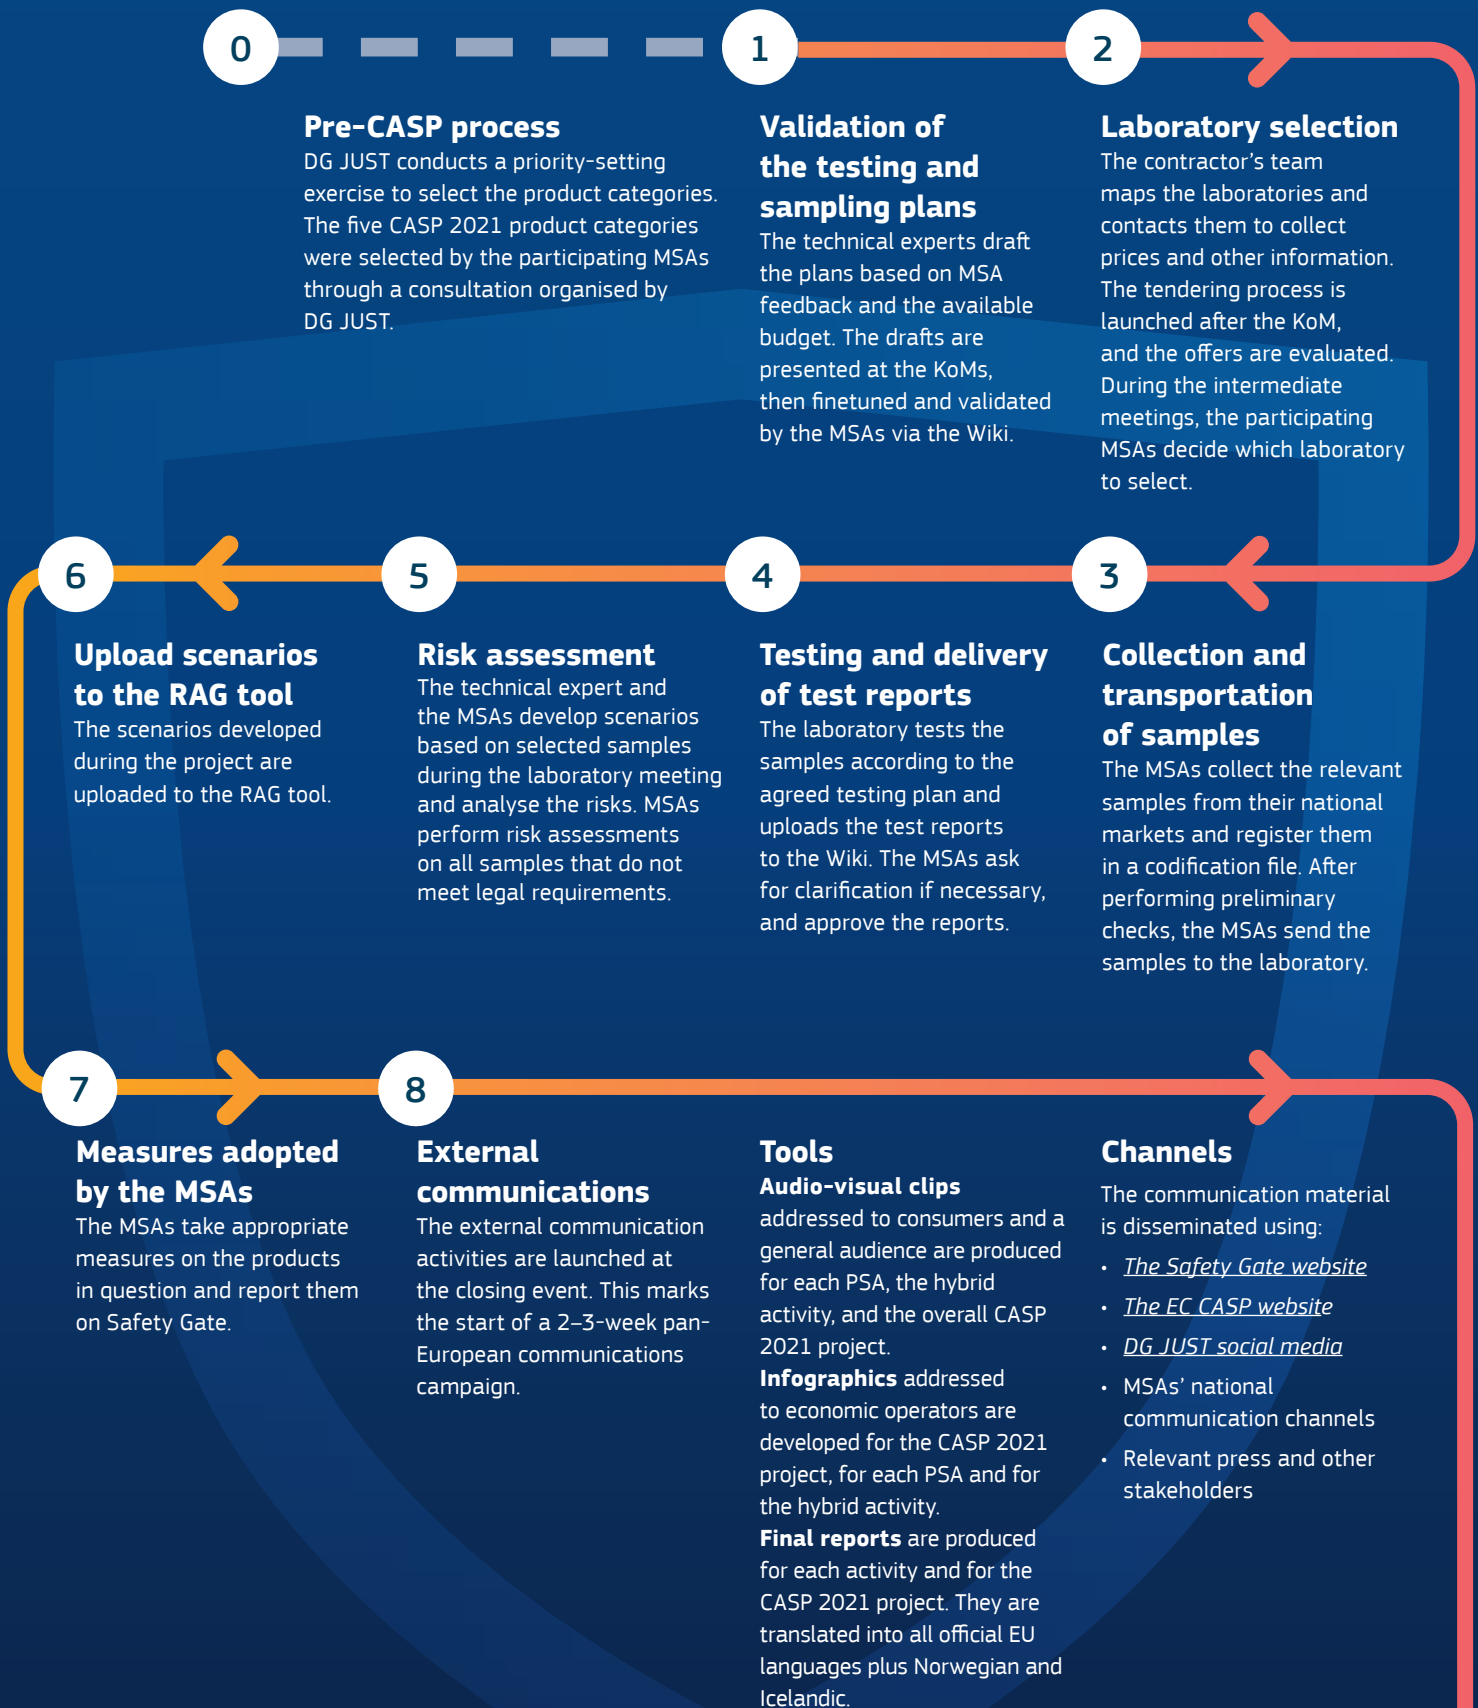 0
Pre-CASP process
DG JUST conducts a priority-setting
exercise to select the product categories.
The five CASP 2021 product categories
were selected by the participating MSAs
through a consultation organised by
DG JUST.
1
Validation of
the testing and
sampling plans
The technical experts draft
the plans based on MSA
feedback and the available
budget. The drafts are
presented at the KoMs,
then finetuned and validated
by the MSAs via the Wiki.
2
Laboratory selection
The contractor’s team
maps the laboratories and
contacts them to collect
prices and other information.
The tendering process is
launched after the KoM,
and the offers are evaluated.
During the intermediate
meetings, the participating
MSAs decide which laboratory
to select.
3
Collection and
transportation
of samples
The MSAs collect the relevant
samples from their national
markets and register them
in a codification file. After
performing preliminary
checks, the MSAs send the
samples to the laboratory.
4
Testing and delivery
of test reports
The laboratory tests the
samples according to the
agreed testing plan and
uploads the test reports
to the Wiki. The MSAs ask
for clarification if necessary,
and approve the reports.
5
Risk assessment
The technical expert and
the MSAs develop scenarios
based on selected samples
during the laboratory meeting
and analyse the risks. MSAs
perform risk assessments
on all samples that do not
meet legal requirements.
6
Upload scenarios
to the RAG tool
The scenarios developed
during the project are
uploaded to the RAG tool.
7
Measures adopted
by the MSAs
The MSAs take appropriate
measures on the products
in question and report them
on Safety Gate.
8
External
communications
The external communication
activities are launched at
the closing event. This marks
the start of a 2–3-week pan-
European communications
campaign.
Tools
Audio-visual clips
addressed to consumers and a
general audience are produced
for each PSA, the hybrid
activity, and the overall CASP
2021 project.
Infographics addressed
to economic operators are
developed for the CASP 2021
project, for each PSA and for
the hybrid activity.
Final reports are produced
for each activity and for the
CASP 2021 project. They are
translated into all official EU
languages plus Norwegian and
Icelandic.
Channels
The communication material
is disseminated using:
• The Safety Gate website
• The EC CASP website
• DG JUST social media
• MSAs’ national
communication channels
• Relevant press and other
stakeholders